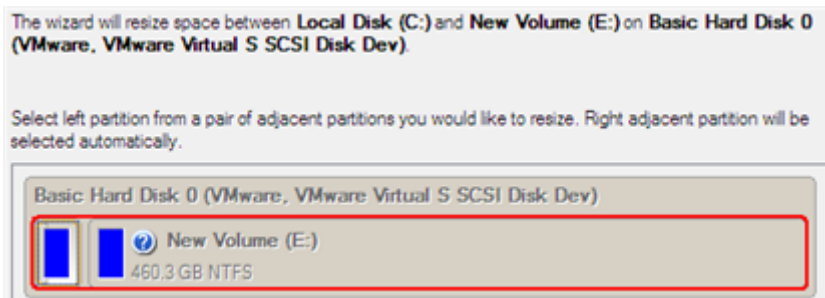 The wizard will resize space between Local Disk (C:) and New Volume (E:) on Basic Hard Disk 0
(VMware, VMware Virtual S SCSI Disk Dev).
Select left partition from a pair of adjacent partitions you would like to resize. Right adjacent partition will be
selected automatically.
Basic Hard Disk 0 (VMware, VMware Virtual S SCSI Disk Dev)
New Volume (E:)
460.3 GB NTFS